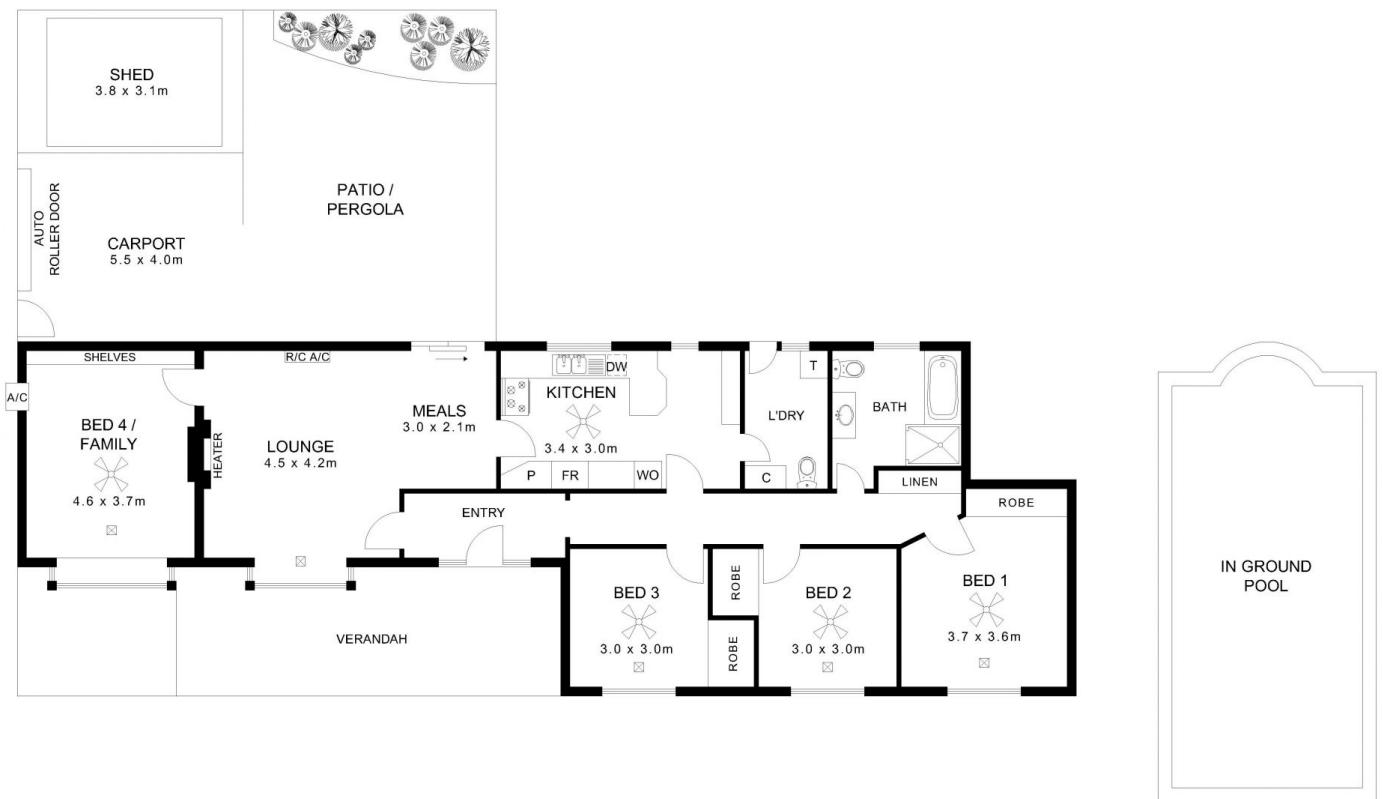 SHED
3.8 x 3.1m
PATIO /
PERGOLA
AUTO
ROLLER DOOR
CARPORT
5.5 x 4.0m
SHELVES
R/C A/C
A/C
BED 4 /
FAMILY
4.6 x 3.7m
HEATER
LOUNGE
4.5 x 4.2m
MEALS
3.0 x 2.1m
DW
KITCHEN
3.4 x 3.0m
P
FR
WO
T
L'DRY
C
BATH
LINEN
ROBE
ENTRY
BED 3
3.0 x 3.0m
ROBE
ROBE
BED 2
3.0 x 3.0m
BED 1
3.7 x 3.6m
VERANDAH
IN GROUND
POOL